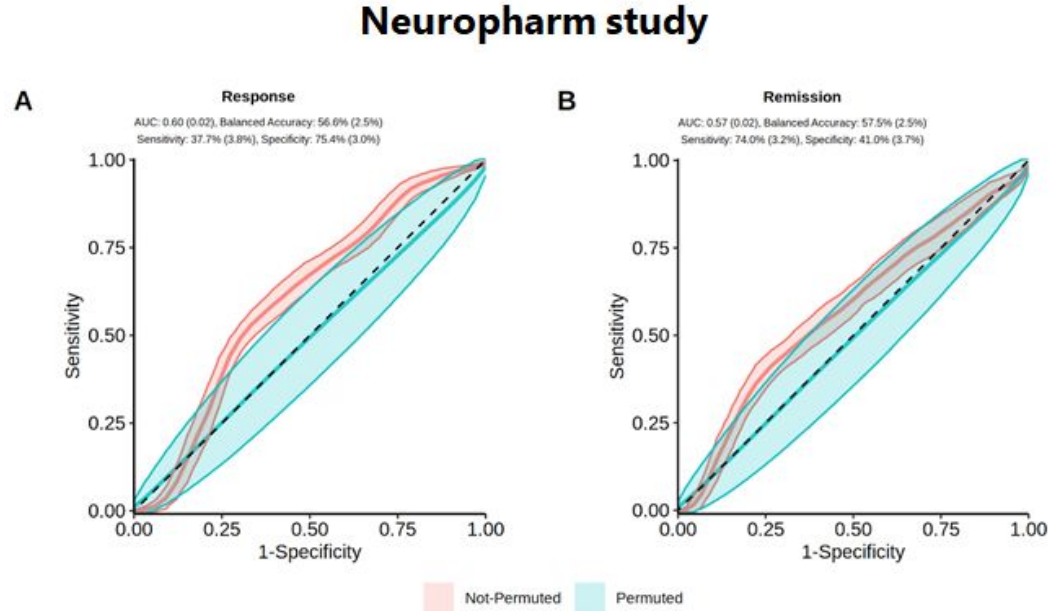 Neuropharm study
A
Response
AUC: 0.60 (0.02), Balanced Accuracy: 56.6% (2.5%)
Sensitivity: 37.7% (3.8%), Specificity: 75.4% (3.0%)
1.00
0.75
0.50
0.25
0.00
Sensitivity
0.00 0.25 0.50 0.75 1.00
1-Specificity
B
Remission
AUC: 0.57 (0.02), Balanced Accuracy: 57.5% (2.5%)
Sensitivity: 74.0% (3.2%), Specificity: 41.0% (3.7%)
1.00
0.75
0.50
0.25
0.00
Sensitivity
0.00 0.25 0.50 0.75 1.00
1-Specificity
Not-Permuted Permuted